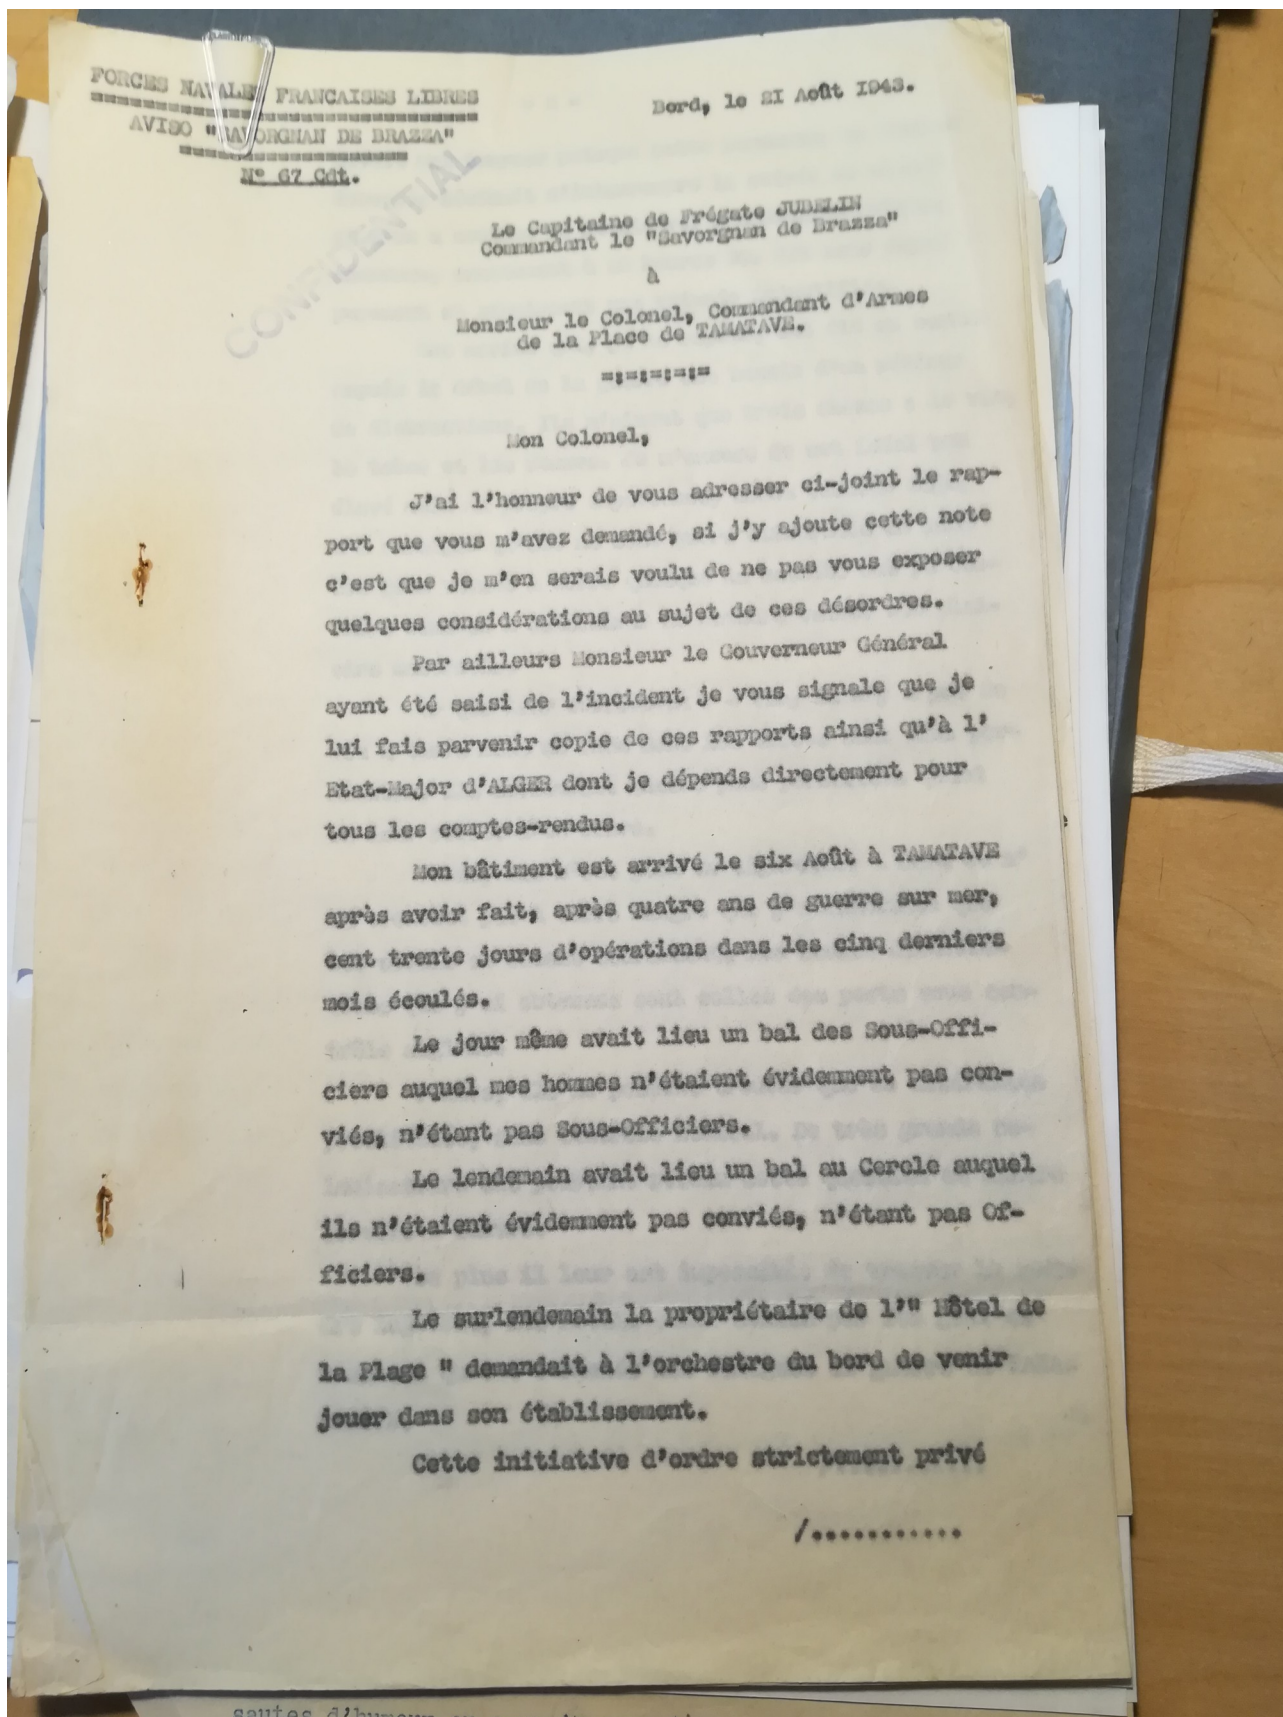 FORCES NAVALES FRANCAISES LIBRES
AVISO "SAVORGNAN DE BRAZZA"
N° 67 Cdt.
CONFIDENTIAL
Bord, le 2I Août I943.
Le Capitaine de Frégate JUBELIN
Commandant le "Savorgnan de Brazza"
à
Monsieur le Colonel, Commandant d'Armes
de la Place de TAMATAVE.
=:=:=:=:=
Mon Colonel,
J'ai l'honneur de vous adresser ci-joint le rap-
port que vous m'avez demandé, si j'y ajoute cette note
c'est que je m'en serais voulu de ne pas vous exposer
quelques considérations au sujet de ces désordres.
Par ailleurs Monsieur le Gouverneur Général
ayant été saisi de l'incident je vous signale que je
lui fais parvenir copie de ces rapports ainsi qu'à l'
Etat-Major d'ALGER dont je dépends directement pour
tous les comptes-rendus.
Mon bâtiment est arrivé le six Août à TAMATAVE
après avoir fait, après quatre ans de guerre sur mer,
cent trente jours d'opérations dans les cinq derniers
mois écoulés.
Le jour même avait lieu un bal des Sous-Offi-
ciers auquel mes hommes n'étaient évidemment pas con-
viés, n'étant pas Sous-Officiers.
Le lendemain avait lieu un bal au Cercle auquel
ils n'étaient évidemment pas conviés, n'étant pas Of-
ficiers.
Le surlendemain la propriétaire de l'" Hôtel de
la Plage " demandait à l'orchestre du bord de venir
jouer dans son établissement.
Cette initiative d'ordre strictement privé
/...........
sautes d'humeur